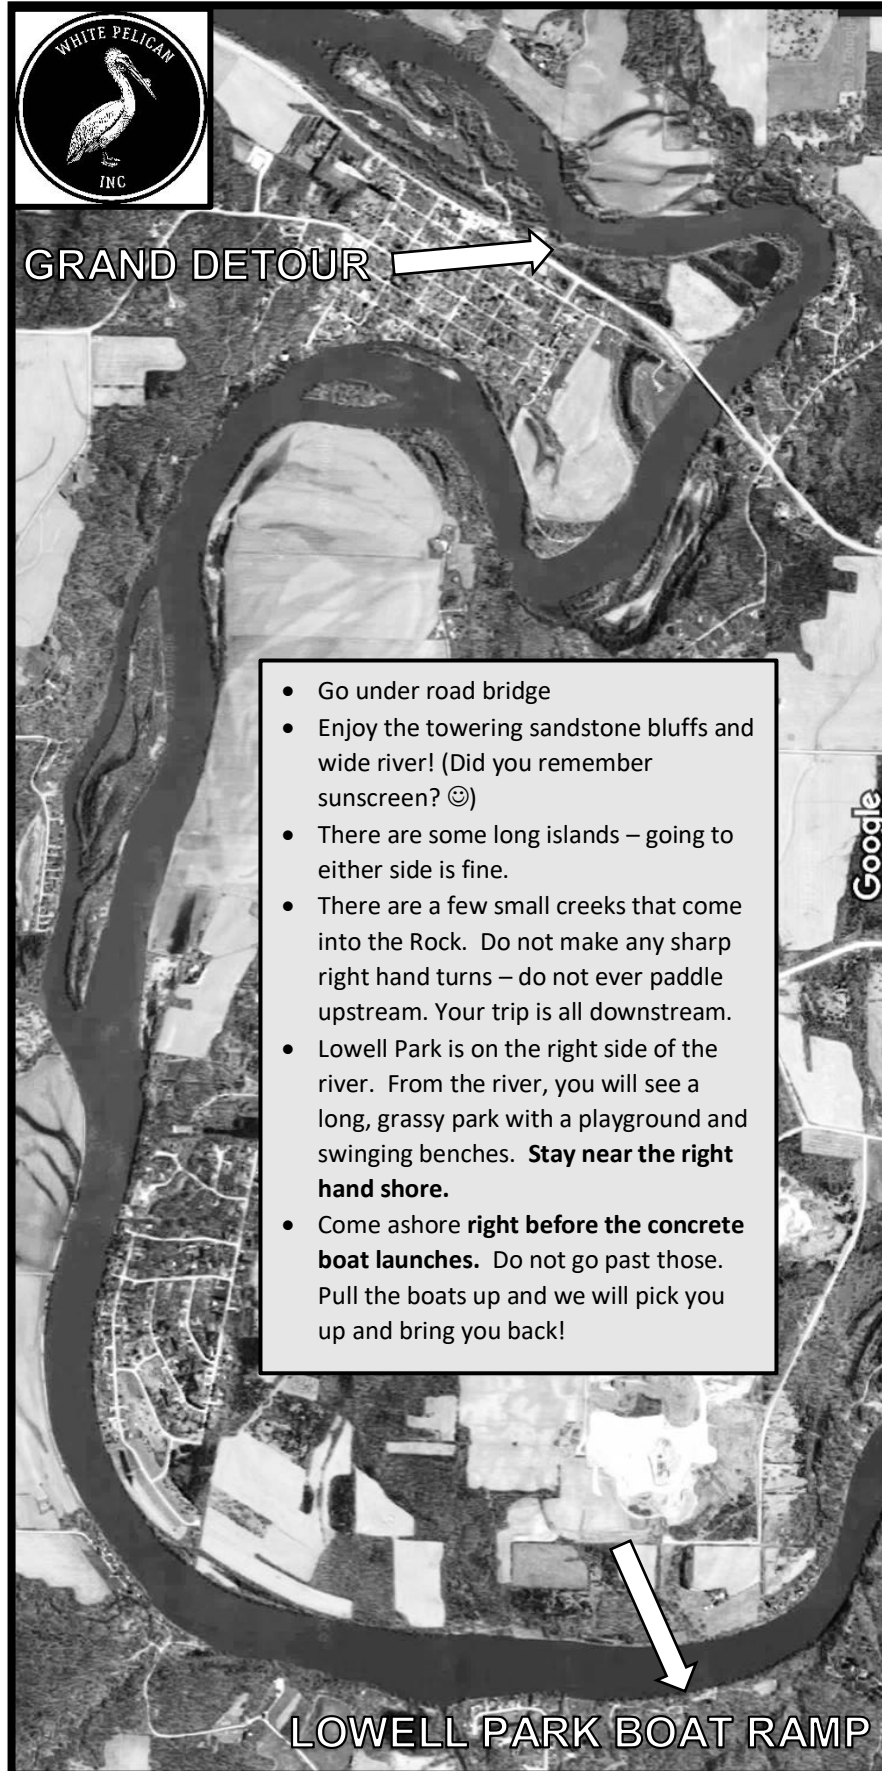 WHITE PELICAN
INC
GRAND DETOUR
• Go under road bridge
• Enjoy the towering sandstone bluffs and
wide river! (Did you remember
sunscreen? ☺)
• There are some long islands – going to
either side is fine.
• There are a few small creeks that come
into the Rock.  Do not make any sharp
right hand turns – do not ever paddle
upstream. Your trip is all downstream.
• Lowell Park is on the right side of the
river.  From the river, you will see a
long, grassy park with a playground and
swinging benches.  Stay near the right
hand shore.
• Come ashore right before the concrete
boat launches.  Do not go past those.
Pull the boats up and we will pick you
up and bring you back!
Google
LOWELL PARK BOAT RAMP